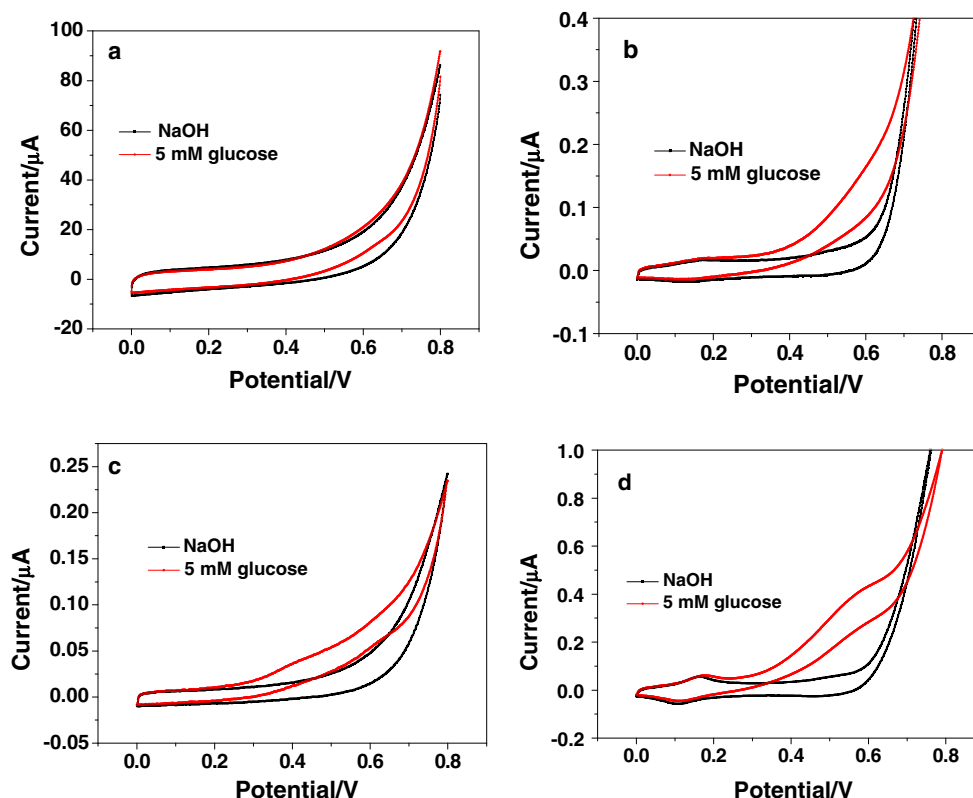 a
100
80
60
40
20
0
-20
NaOH
5 mM glucose
Current/μA
0.0 0.2 0.4 0.6 0.8
Potential/V
b
0.4
0.3
0.2
0.1
0.0
-0.1
NaOH
5 mM glucose
Current/μA
0.0 0.2 0.4 0.6 0.8
Potential/V
c
0.25
0.20
0.15
0.10
0.05
0.00
-0.05
NaOH
5 mM glucose
Current/μA
0.0 0.2 0.4 0.6 0.8
Potential/V
d
1.0
0.8
0.6
0.4
0.2
0.0
-0.2
NaOH
5 mM glucose
Current/μA
0.0 0.2 0.4 0.6 0.8
Potential/V